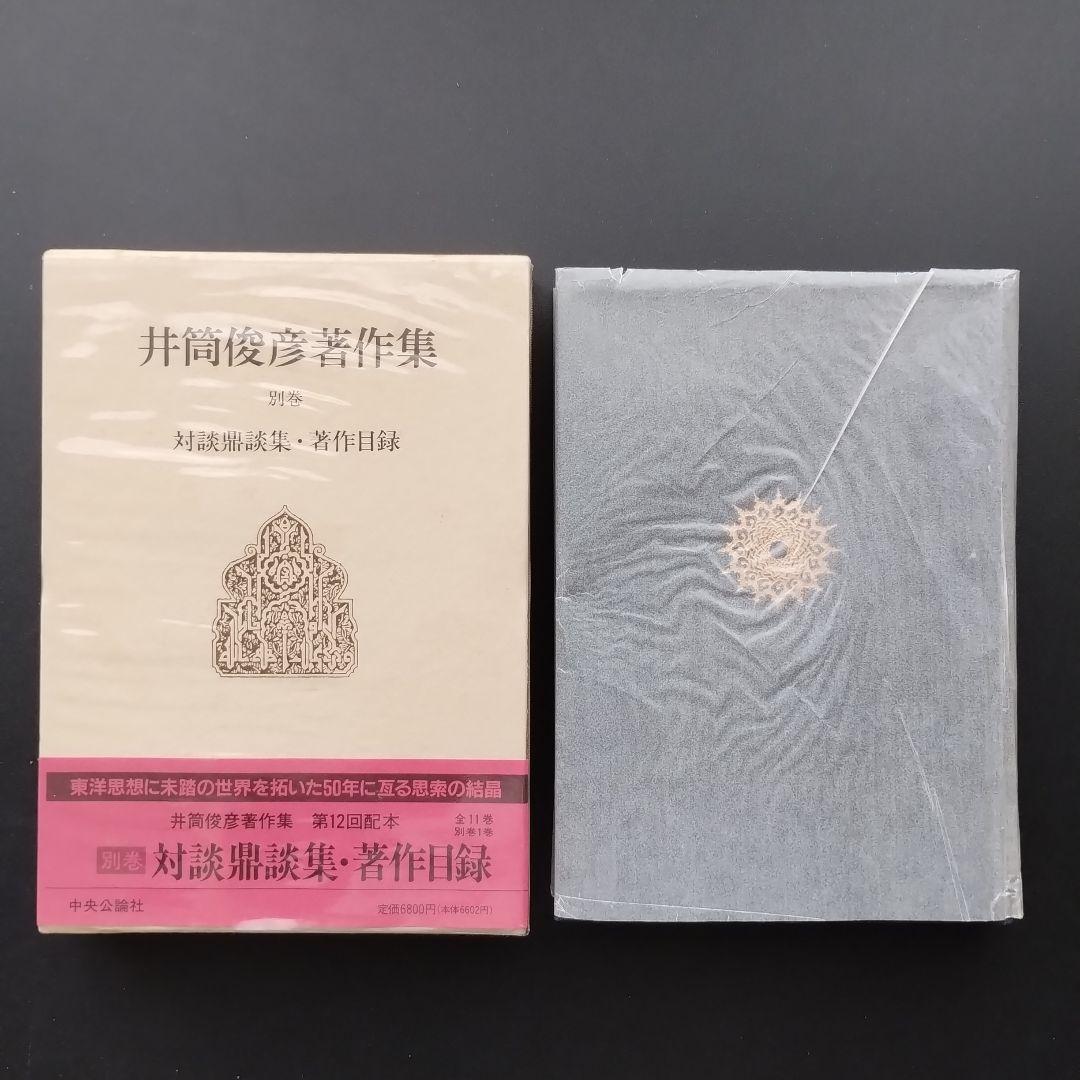 井筒俊彦著作集
別巻
対談鼎談集・著作目録
東洋思想に未踏の世界を拓いた50年に亙る思索の結晶
井筒俊彦著作集 第12回配本
全11巻
別巻1巻
別巻 対談鼎談集・著作目録
中央公論社
定価6800円(本体6602円)